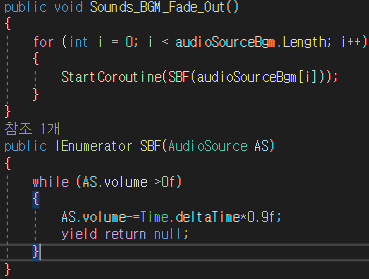 public void Sounds_BGM_Fade_Out()
{
for (int i = 0; i < audioSourceBgm.Length; i++)
{
StartCoroutine(SBF(audioSourceBgm[i]));
}
}
참조 1개
public IEnumerator SBF(AudioSource AS)
{
while (AS.volume >0f)
{
AS.volume-=Time.deltaTime*0.9f;
yield return null;
}
}